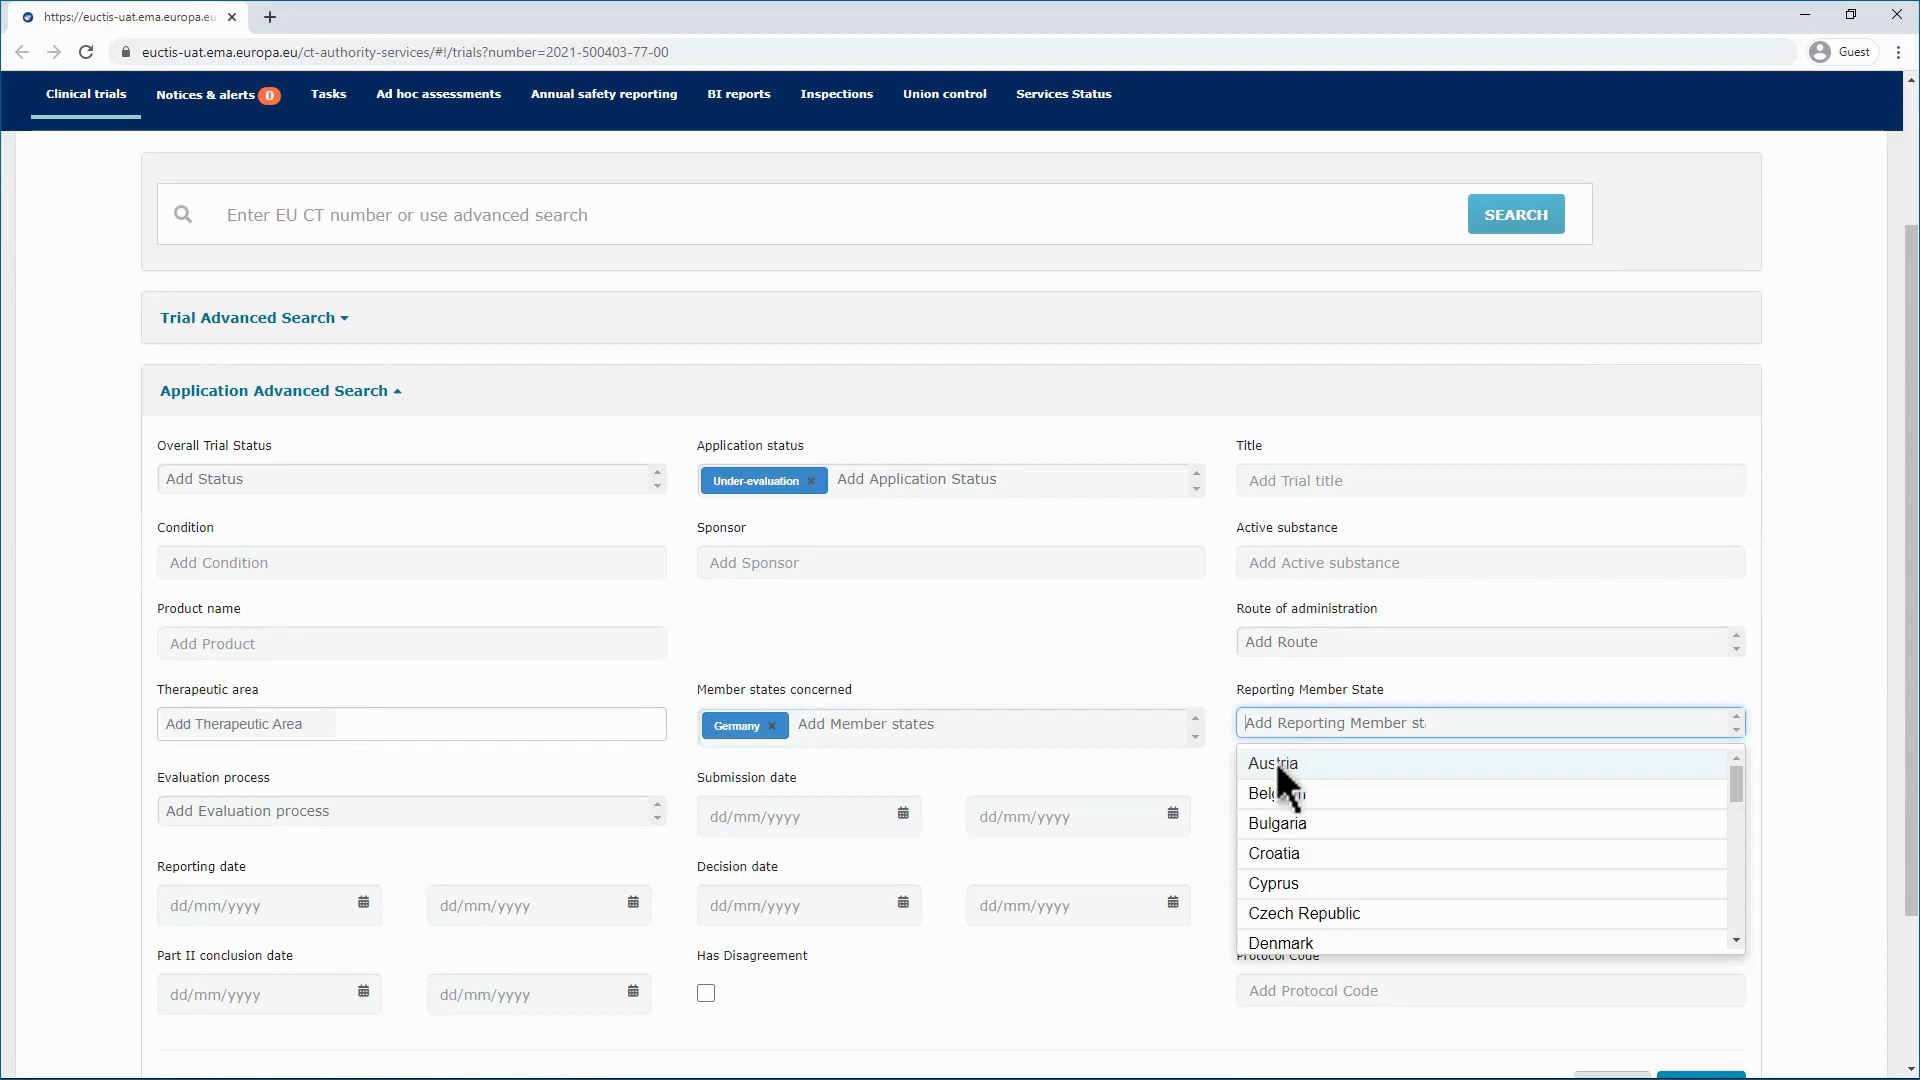 https://euctis-uat.ema.europa.eu
euctis-uat.ema.europa.eu/ct-authority-services/#!/trials?number=2021-500403-77-00
Guest
Clinical trials Notices & alerts 0 Tasks Ad hoc assessments Annual safety reporting BI reports Inspections Union control Services Status
Enter EU CT number or use advanced search
SEARCH
Trial Advanced Search
Application Advanced Search
Overall Trial Status Application status Title
Add Status Under-evaluation × Add Application Status Add Trial title
Condition Sponsor Active substance
Add Condition Add Sponsor Add Active substance
Product name Route of administration
Add Product Add Route
Therapeutic area Member states concerned Reporting Member State
Add Therapeutic Area Germany × Add Member states Add Reporting Member st
Austria
Evaluation process Submission date
Bulgaria
Add Evaluation process dd/mm/yyyy dd/mm/yyyy
Croatia
Reporting date Decision date
Cyprus
dd/mm/yyyy dd/mm/yyyy dd/mm/yyyy dd/mm/yyyy
Czech Republic
Denmark
Part II conclusion date Has Disagreement Protocol Code
dd/mm/yyyy dd/mm/yyyy Add Protocol Code